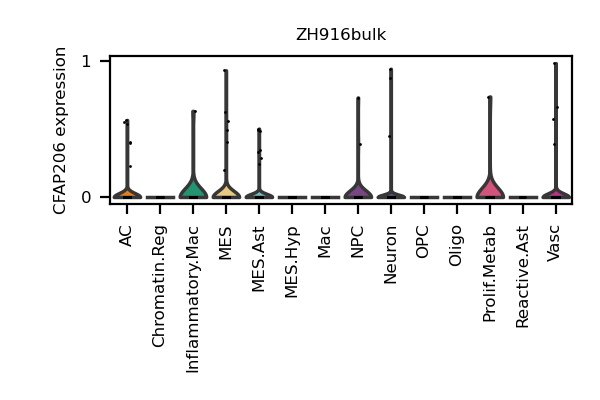 ZH916bulk
CFAP206 expression
1
0
AC
Chromatin.Reg
Inflammatory.Mac
MES
MES.Ast
MES.Hyp
Mac
NPC
Neuron
OPC
Oligo
Prolif.Metab
Reactive.Ast
Vasc